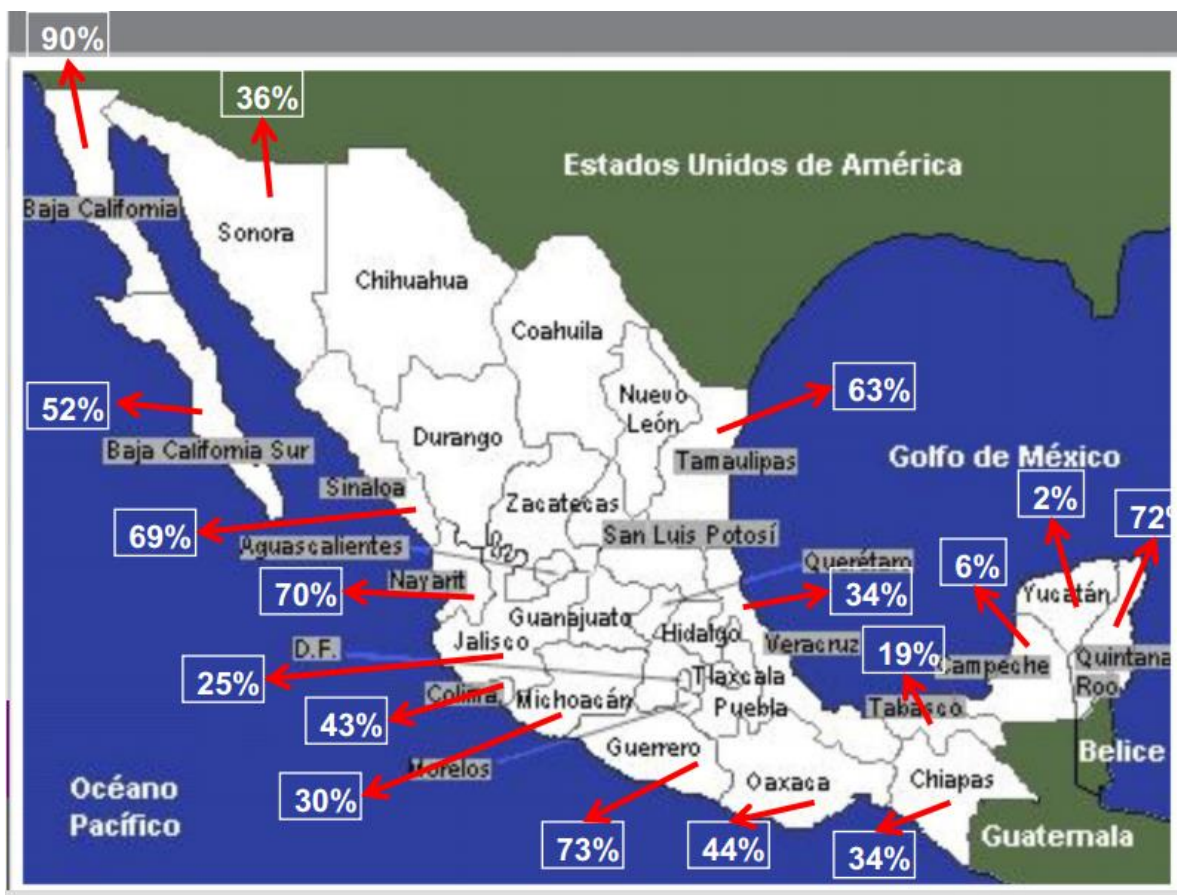 90%
36%
Estados Unidos de América
Baja California
Sonora
Chihuahua
Coahuila
52%
Nuevo
León
63%
Durango
Baja California Sur
Tamaulipas
Golfo de México
Sinaloa
2%
72%
Zacatecas
69%
San Luis Potosí
Aguascalientes
Querétaro
6%
Nayarit
70%
Yucatán
34%
Guanajuato
Hidalgo
Jalisco
D.F.
Veracruz
19%
Campeche
Quintana
Roo
25%
Tlaxcala
Colima
Michoacán
Puebla
Tabasco
43%
Guerrero
Belice
Morelos
Oaxaca
Chiapas
Océano
Pacífico
30%
73%
44%
34%
Guatemala